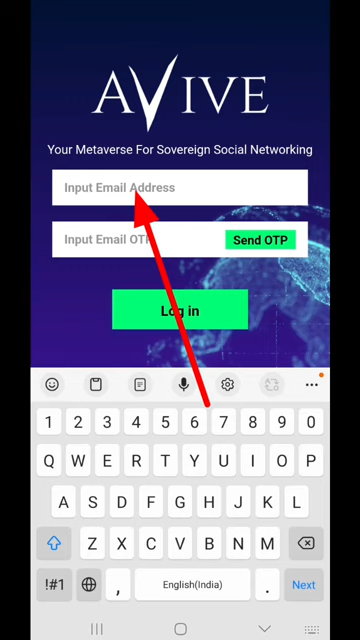 AVIVE
Your Metaverse For Sovereign Social Networking
Input Email Address
Input Email OTP
Send OTP
Log in
1 2 3 4 5 6 7 8 9 0
Q W E R T Y U I O P
A S D F G H J K L
Z X C V B N M
!#1 , English(India) . Next